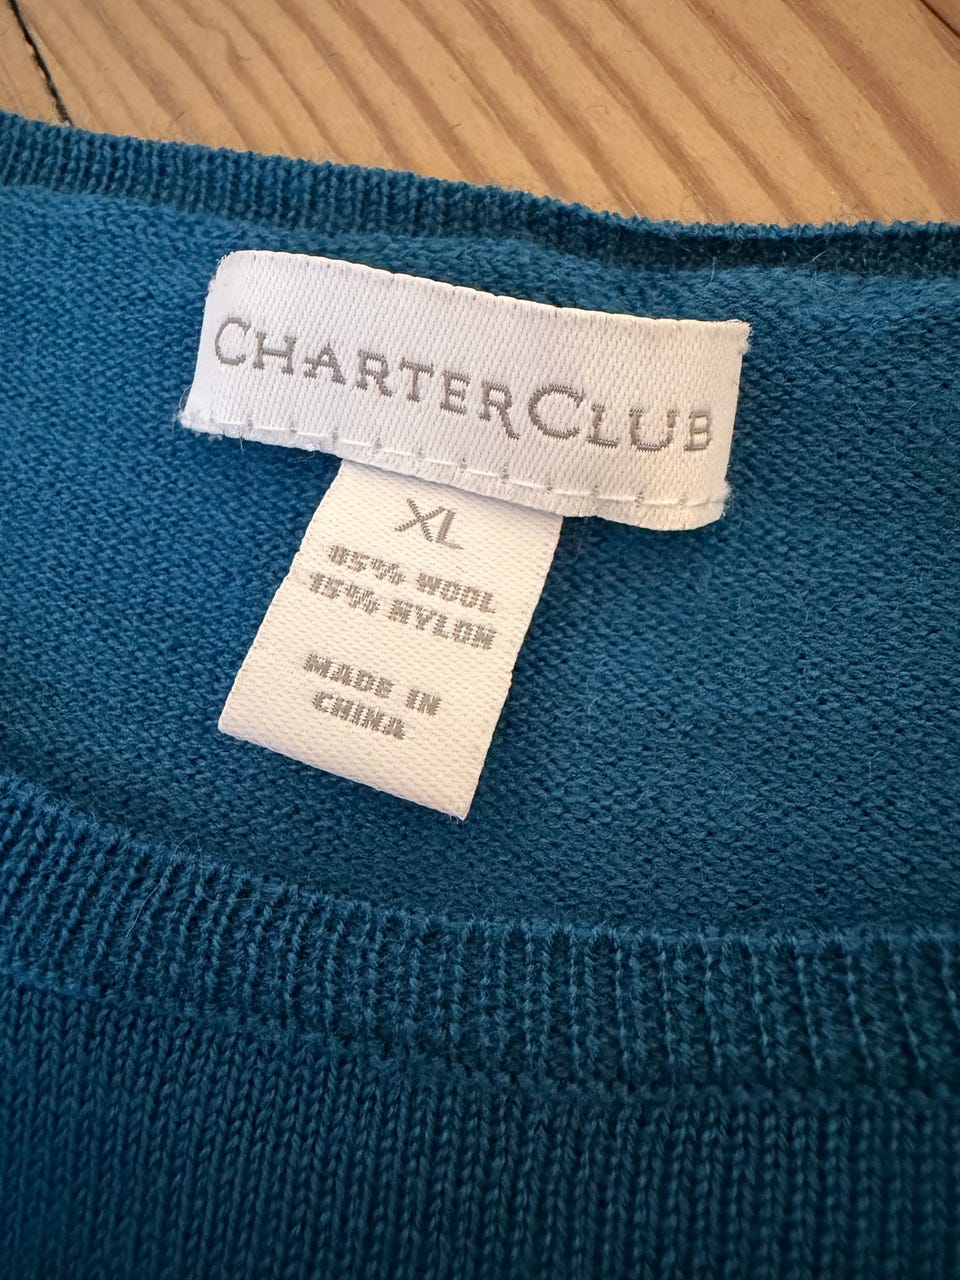 CHARTERCLUB
XL
85% WOOL
15% NYLON
MADE IN
CHINA